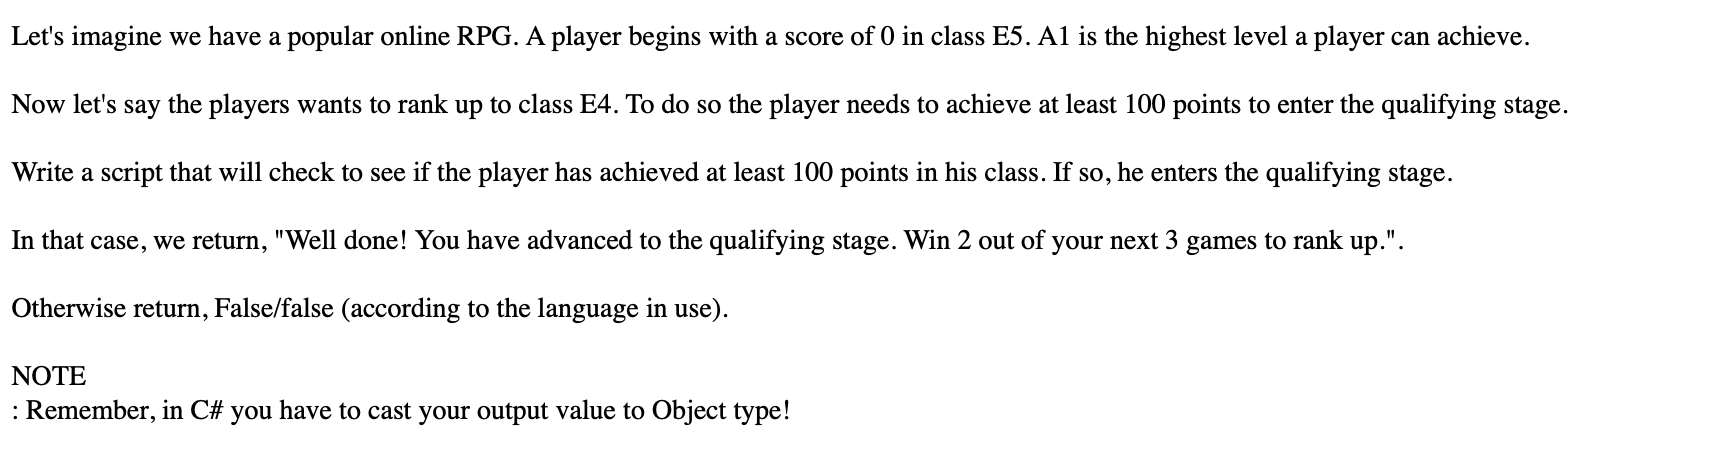 Let's imagine we have a popular online RPG. A player begins with a score of 0 in class E5. A1 is the highest level a player can achieve.
Now let's say the players wants to rank up to class E4. To do so the player needs to achieve at least 100 points to enter the qualifying stage.
Write a script that will check to see if the player has achieved at least 100 points in his class. If so, he enters the qualifying stage.
In that case, we return, "Well done! You have advanced to the qualifying stage. Win 2 out of your next 3 games to rank up.".
Otherwise return, False/false (according to the language in use).
NOTE
: Remember, in C# you have to cast your output value to Object type!